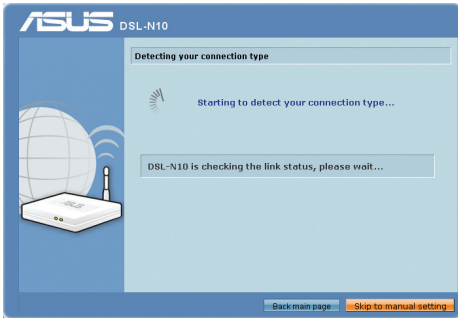 ASUS DSL-N10
Detecting your connection type
Starting to detect your connection type...
DSL-N10 is checking the link status, please wait...
ASUS
Back main page Skip to manual setting